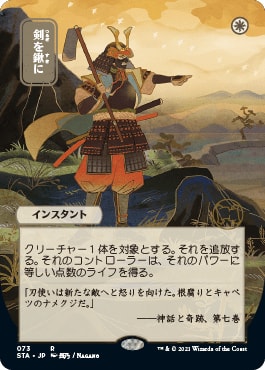 剣を鍬に
つるぎ すき
インスタント
クリーチャー1体を対象とする。それを追放す
る。それのコントローラーは、それのパワーに
等しい点数のライフを得る。
「刀使いは新たな敵へと怒りを向けた。根腐りとキャベ
ツのナメクジだ。」
――神話と奇跡、第七巻
073 R
STA • JP
NAGANO
™ & © 2021 Wizards of the Coast